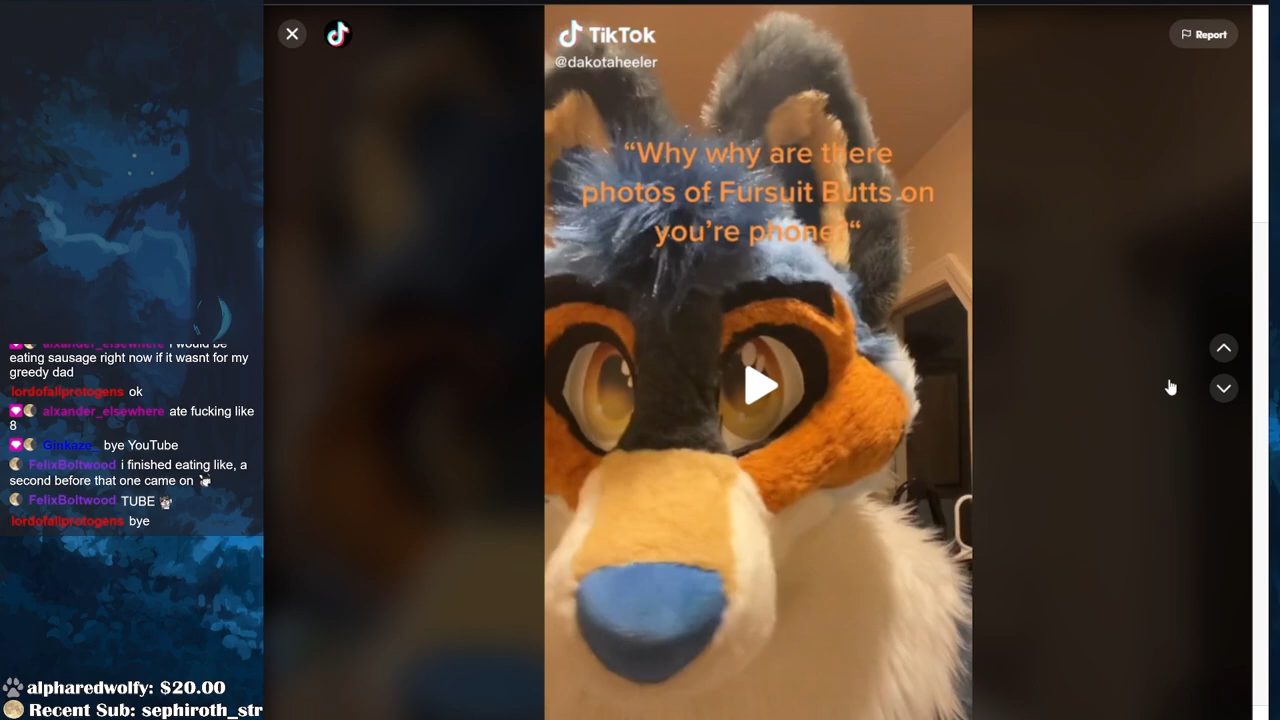 TikTok
@dakotaheeler
Report
“Why why are there
photos of Fursuit Butts on
you’re phone?“
alxander_elsewhere i would be
eating sausage right now if it wasnt for my
greedy dad
lordofallprotogens ok
alxander_elsewhere ate fucking like
8
Ginkaze_ bye YouTube
FelixBoltwood i finished eating like, a
second before that one came on
FelixBoltwood TUBE
lordofallprotogens bye
alpharedwolfy: $20.00
Recent Sub: sephiroth_str